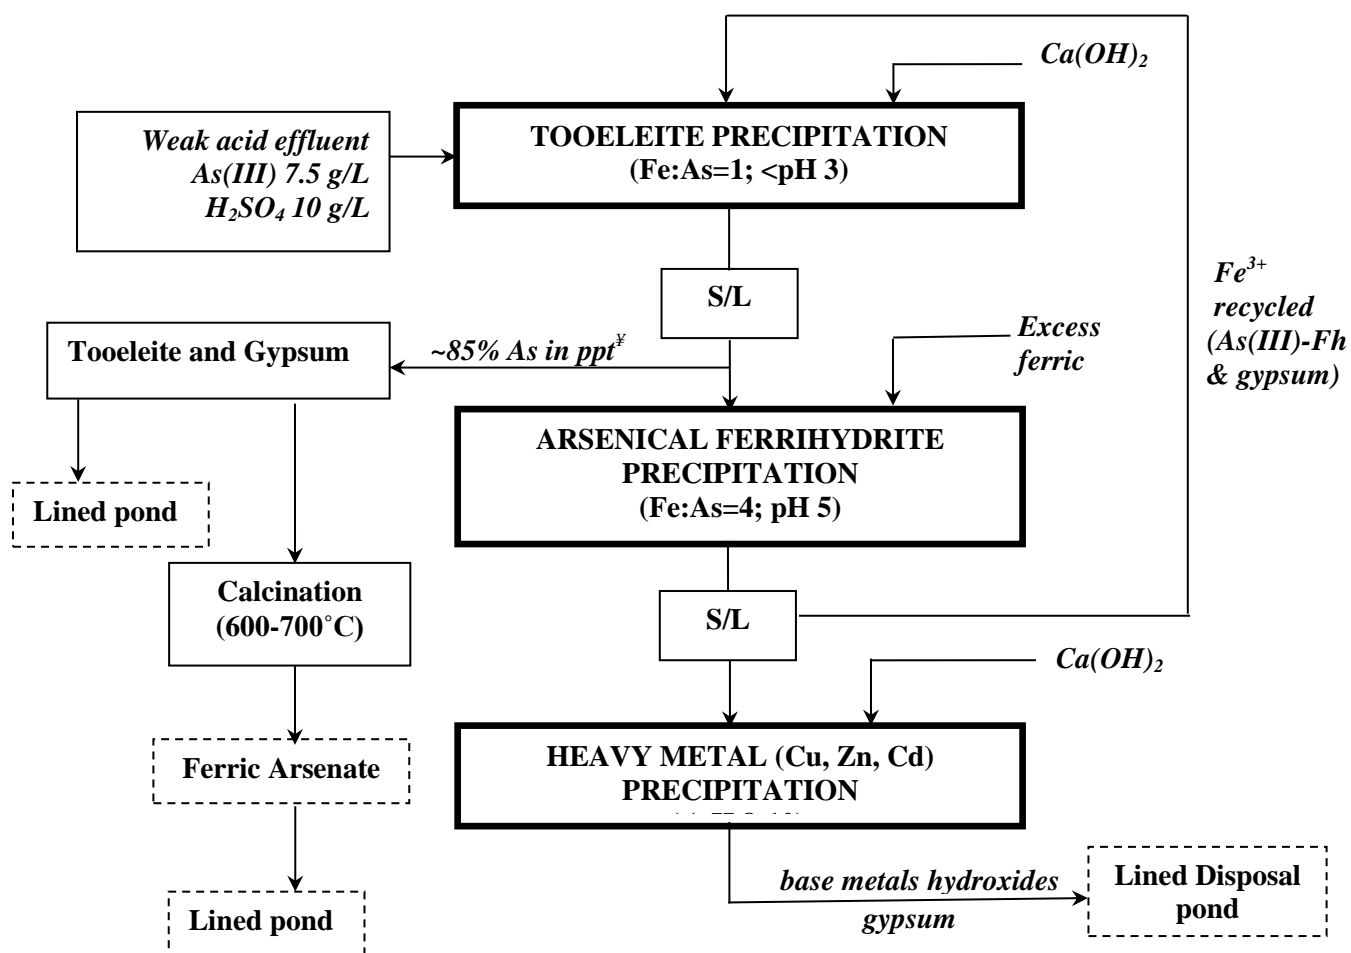 Ca(OH)₂
Weak acid effluent
As(III) 7.5 g/L
H₂SO₄ 10 g/L
TOOELEITE PRECIPITATION
(Fe:As=1; <pH 3)
S/L
Fe³⁺
recycled
(As(III)-Fh
& gypsum)
Tooeleite and Gypsum
~85% As in ppt¥
Excess
ferric
ARSENICAL FERRIHYDRITE
PRECIPITATION
(Fe:As=4; pH 5)
Lined pond
Calcination
(600-700˚C)
S/L
Ca(OH)₂
Ferric Arsenate
HEAVY METAL (Cu, Zn, Cd)
PRECIPITATION
base metals hydroxides
gypsum
Lined Disposal
pond
Lined pond